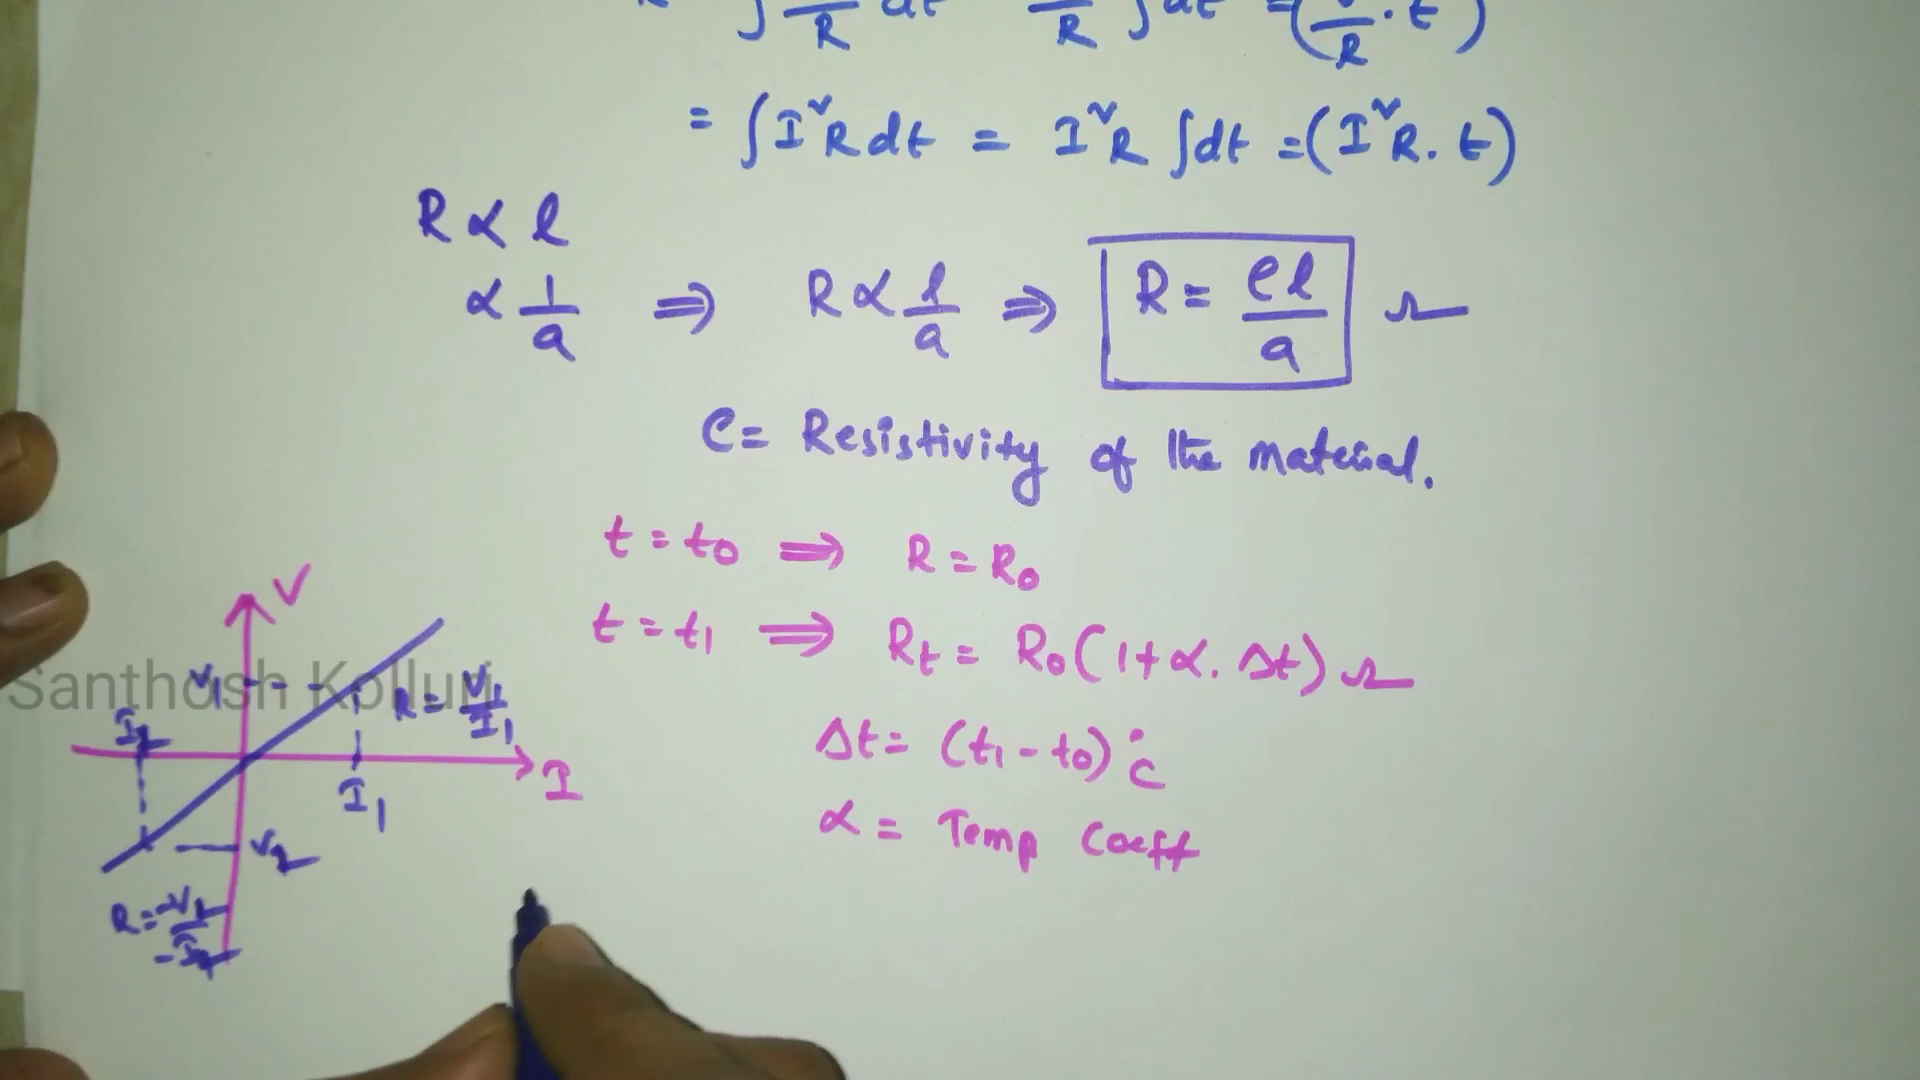 = ∫I²R dt = I²R ∫dt = (I²R. t)
R ∝ l
∝ 1/a ⇒ R ∝ l/a ⇒ R = ρl/a Ω
ρ = Resistivity of the material.
t = t0 ⇒ R = R0
t = t1 ⇒ Rt = R0(1+α. Δt) Ω
Δt = (t1 - t0) °C
α = Temp Coeff
V
V1
R = V1/I1
I2
I
I1
V2
R = -V2/-I2
Santhosh Kolluri